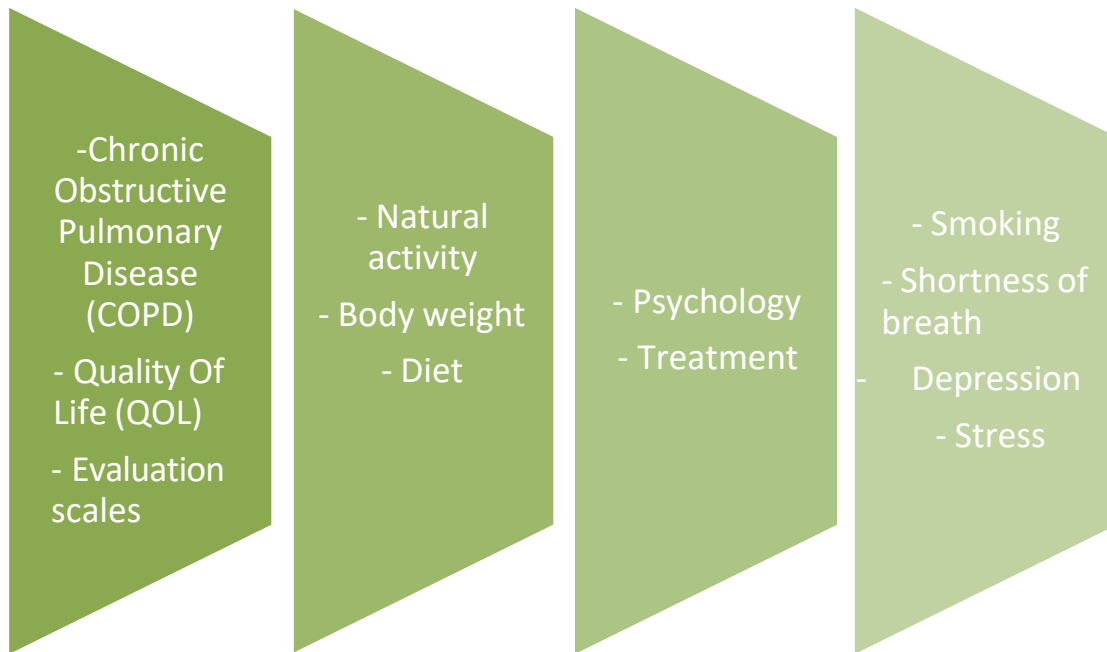 -Chronic
Obstructive
Pulmonary
Disease
(COPD)
- Quality Of
Life (QOL)
- Evaluation
scales
- Natural
activity
- Body weight
- Diet
- Psychology
- Treatment
- Smoking
- Shortness of
breath
- Depression
- Stress